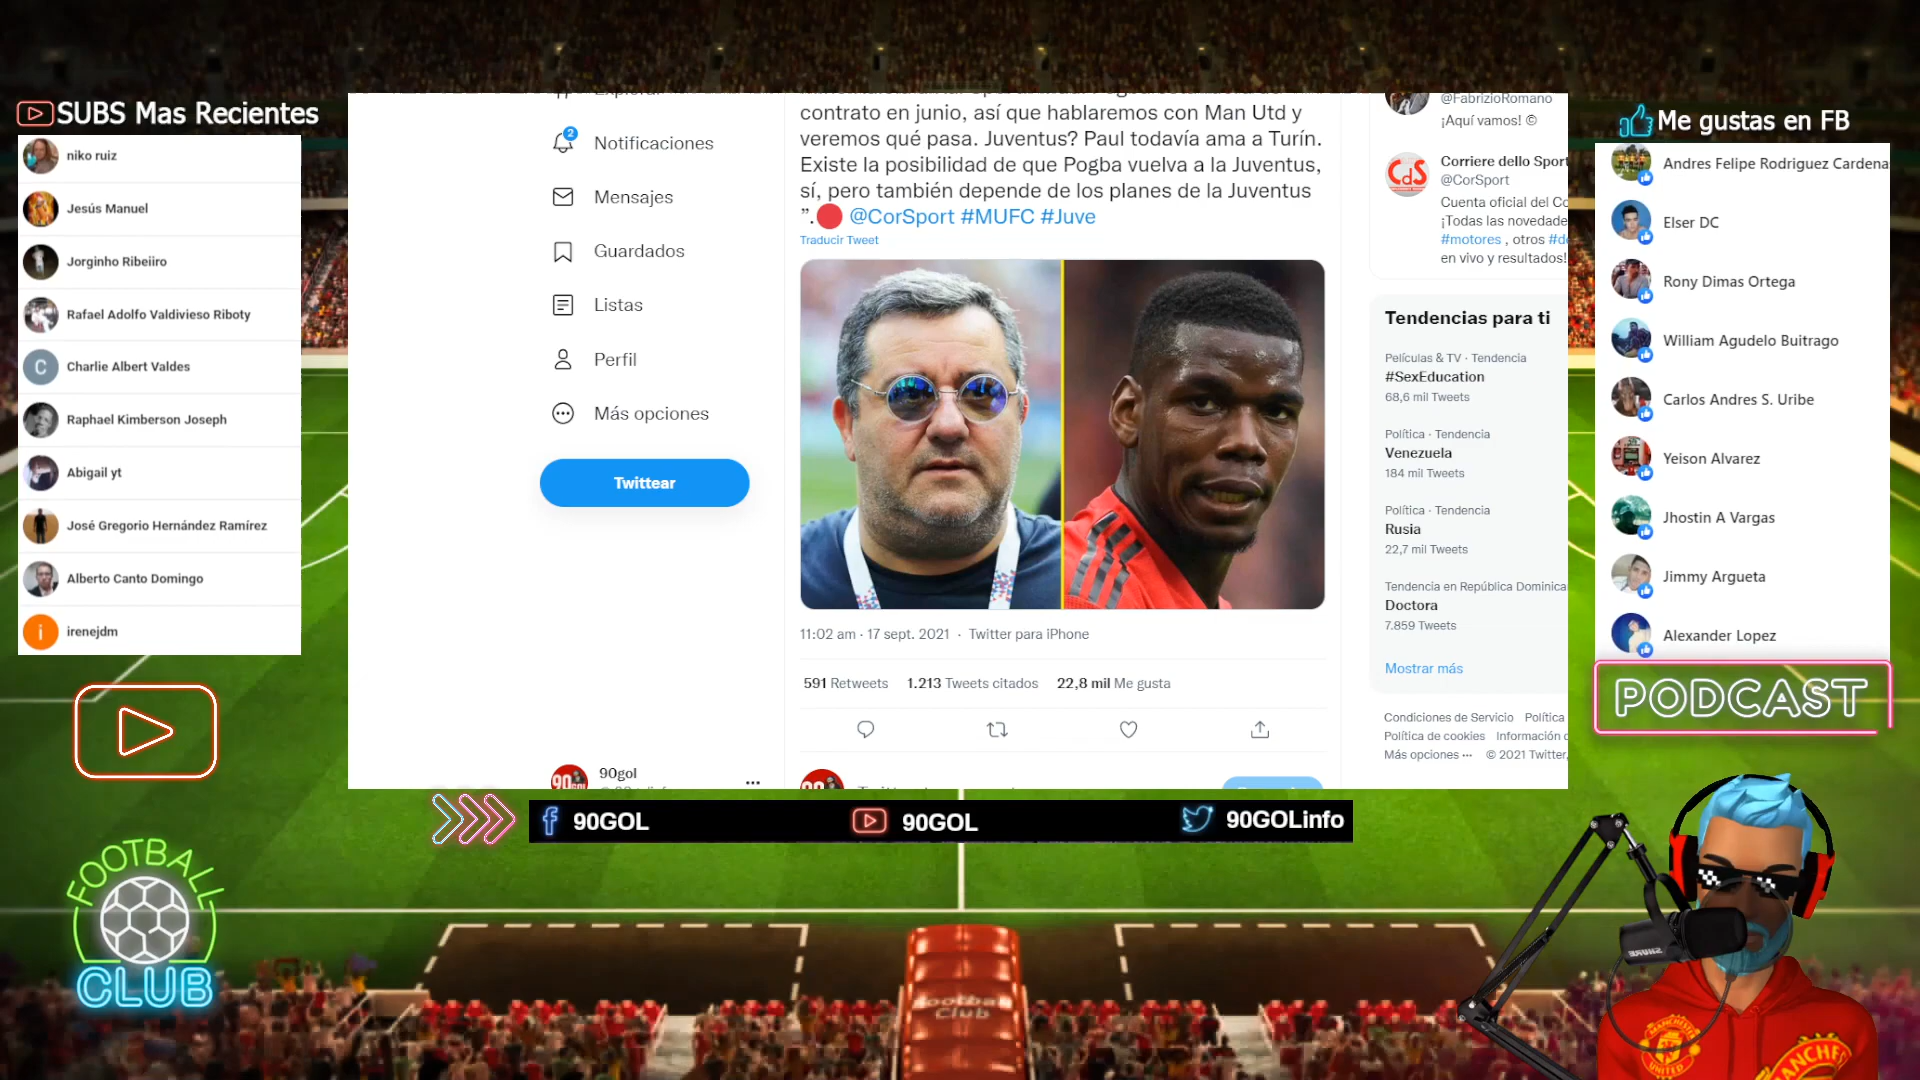 SUBS Mas Recientes
niko ruiz
Jesús Manuel
Jorginho Ribeiiro
Rafael Adolfo Valdivieso Riboty
C
Charlie Albert Valdes
Raphael Kimberson Joseph
Abigail yt
José Gregorio Hernández Ramírez
Alberto Canto Domingo
i
irenejdm
FOOTBALL
CLUB
2
Notificaciones
Mensajes
Guardados
Listas
Perfil
Más opciones
Twittear
90gol
contrato en junio, así que hablaremos con Man Utd y
veremos qué pasa. Juventus? Paul todavía ama a Turín.
Existe la posibilidad de que Pogba vuelva a la Juventus,
sí, pero también depende de los planes de la Juventus
”.🔴 @CorSport #MUFC #Juve
Traducir Tweet
11:02 am · 17 sept. 2021 · Twitter para iPhone
591 Retweets 1.213 Tweets citados 22,8 mil Me gusta
@FabrizioRomano
¡Aquí vamos! ©
CdS
Corriere dello Sport
@CorSport
Cuenta oficial del Co
¡Todas las novedade
#motores , otros #de
en vivo y resultados!
Tendencias para ti
Películas & TV · Tendencia
#SexEducation
68,6 mil Tweets
Política · Tendencia
Venezuela
184 mil Tweets
Política · Tendencia
Rusia
22,7 mil Tweets
Tendencia en República Dominica
Doctora
7.859 Tweets
Mostrar más
Condiciones de Servicio Política
Política de cookies Información
Más opciones ··· © 2021 Twitter,
90GOL 90GOL 90GOLinfo
Football
Club
Me gustas en FB
Andres Felipe Rodriguez Cardena
Elser DC
Rony Dimas Ortega
William Agudelo Buitrago
Carlos Andres S. Uribe
Yeison Alvarez
Jhostin A Vargas
Jimmy Argueta
Alexander Lopez
PODCAST
SHURE
MANCHESTER
UNITED
MANCHES